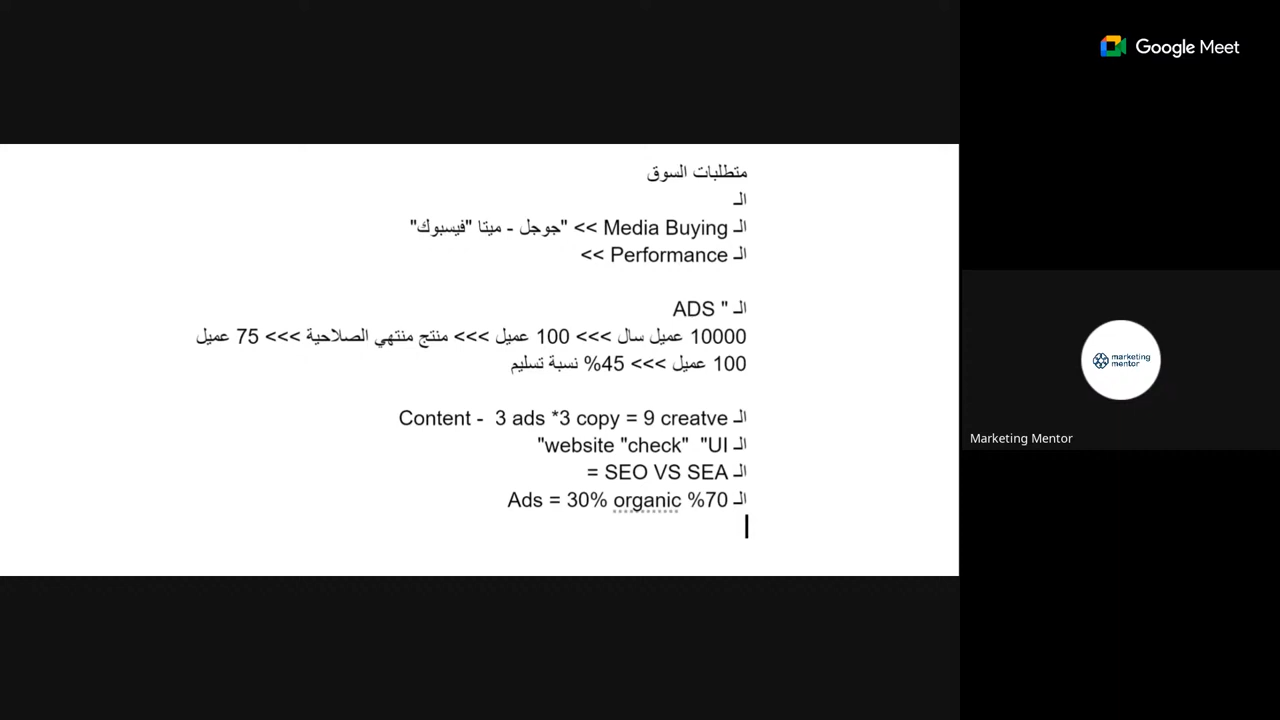 Google Meet
متطلبات السوق
الـ
الـ Media Buying >> "جوجل - ميتا "فيسبوك"
الـ Performance >>
الـ " ADS
10000 عميل سال >>> 100 عميل >>> منتج منتهي الصلاحية >>> 75 عميل
100 عميل >>> 45% نسبة تسليم
الـ Content - 3 ads *3 copy = 9 creatve
الـ website "check" "UI"
الـ SEO VS SEA =
الـ Ads = 30% organic %70
marketing mentor
Marketing Mentor